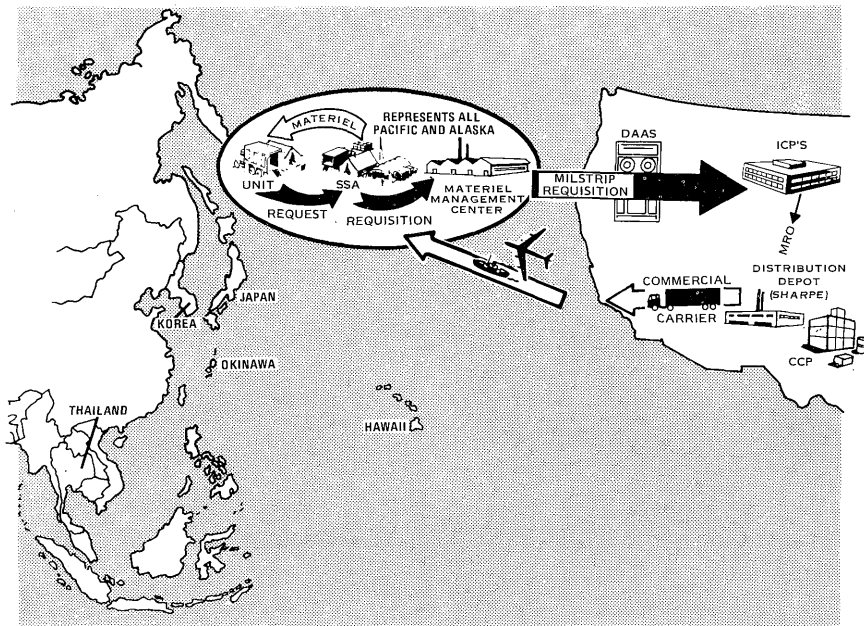 MATERIEL
REPRESENTS ALL
PACIFIC AND ALASKA
UNIT
SSA
REQUEST
REQUISITION
MATERIEL
MANAGEMENT
CENTER
DAAS
ICP'S
MILSTRIP
REQUISITION
MRO
DISTRIBUTION
DEPOT
(SHARPE)
COMMERCIAL
CARRIER
CCP
JAPAN
KOREA
OKINAWA
THAILAND
HAWAII